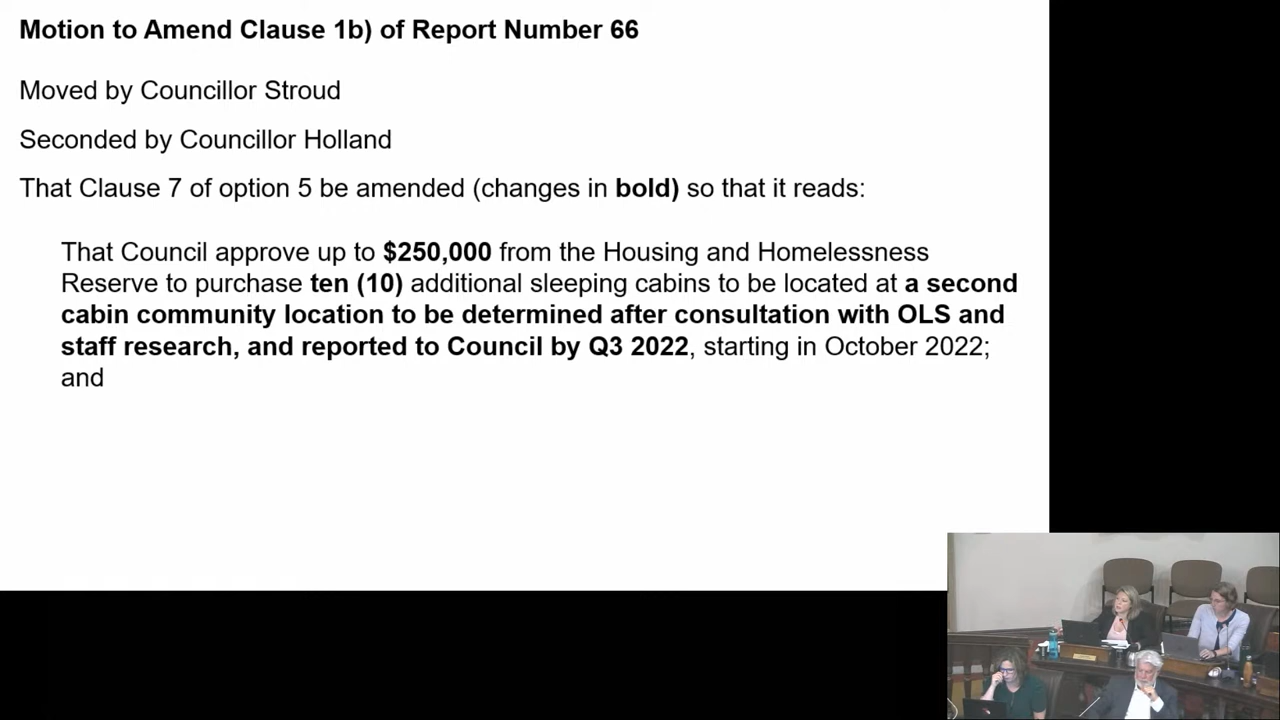 Motion to Amend Clause 1b) of Report Number 66
Moved by Councillor Stroud
Seconded by Councillor Holland
That Clause 7 of option 5 be amended (changes in bold) so that it reads:
That Council approve up to $250,000 from the Housing and Homelessness
Reserve to purchase ten (10) additional sleeping cabins to be located at a second
cabin community location to be determined after consultation with OLS and
staff research, and reported to Council by Q3 2022, starting in October 2022;
and